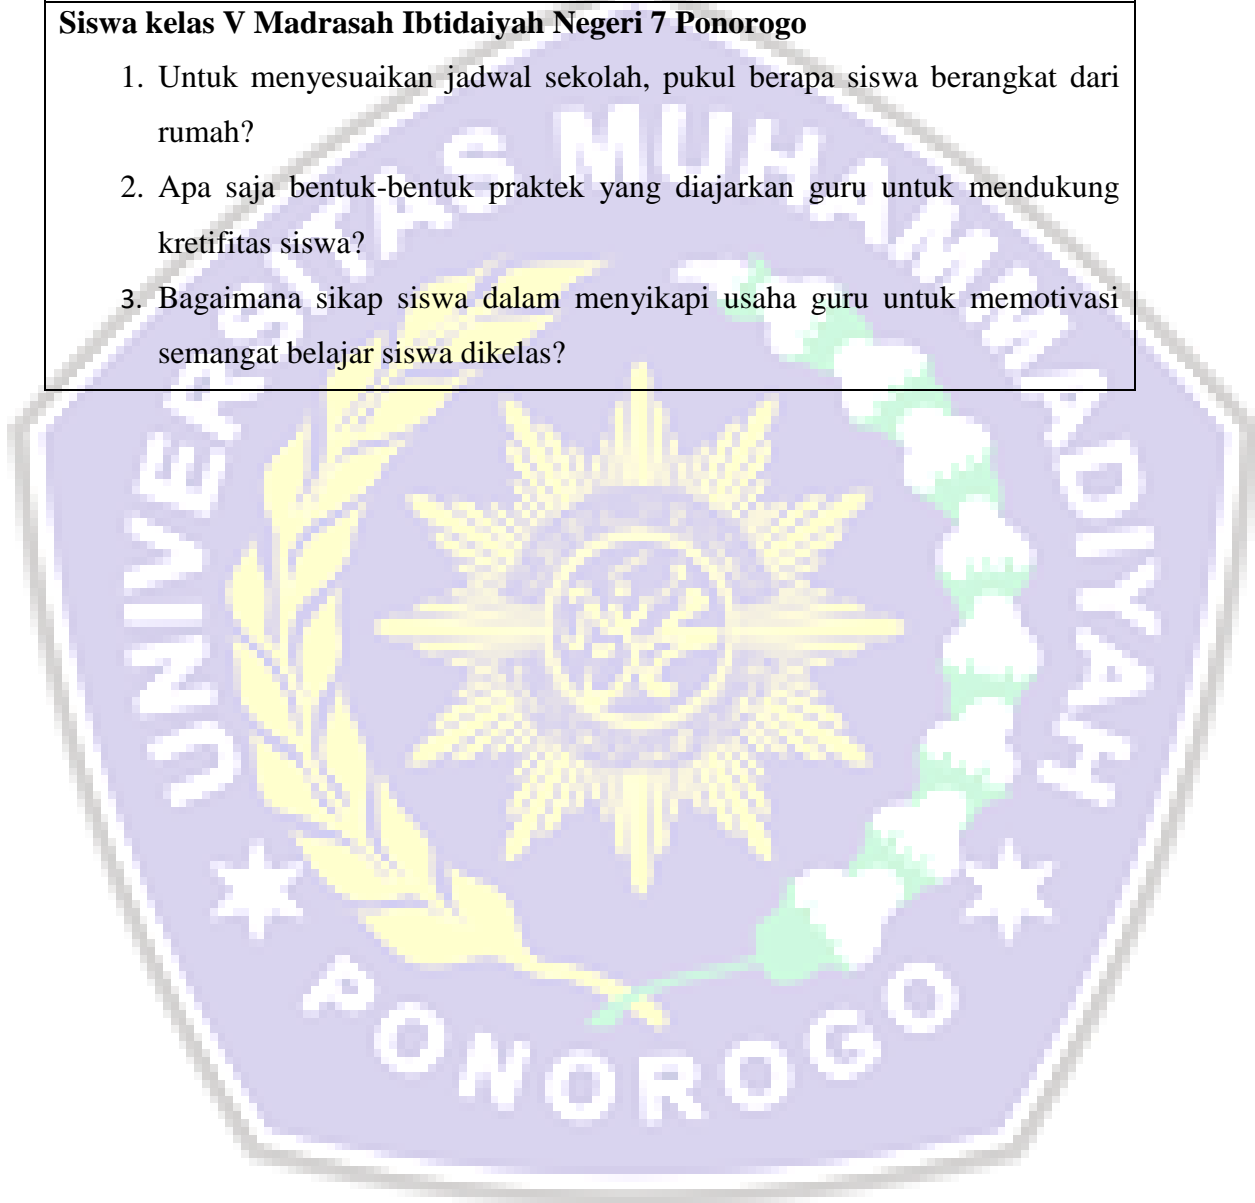 Siswa kelas V Madrasah Ibtidaiyah Negeri 7 Ponorogo
1. Untuk menyesuaikan jadwal sekolah, pukul berapa siswa berangkat dari
rumah?
2. Apa saja bentuk-bentuk praktek yang diajarkan guru untuk mendukung
kretifitas siswa?
3. Bagaimana sikap siswa dalam menyikapi usaha guru untuk memotivasi
semangat belajar siswa dikelas?
UNIVERSITAS MUHAMMADIYAH
PONOROGO